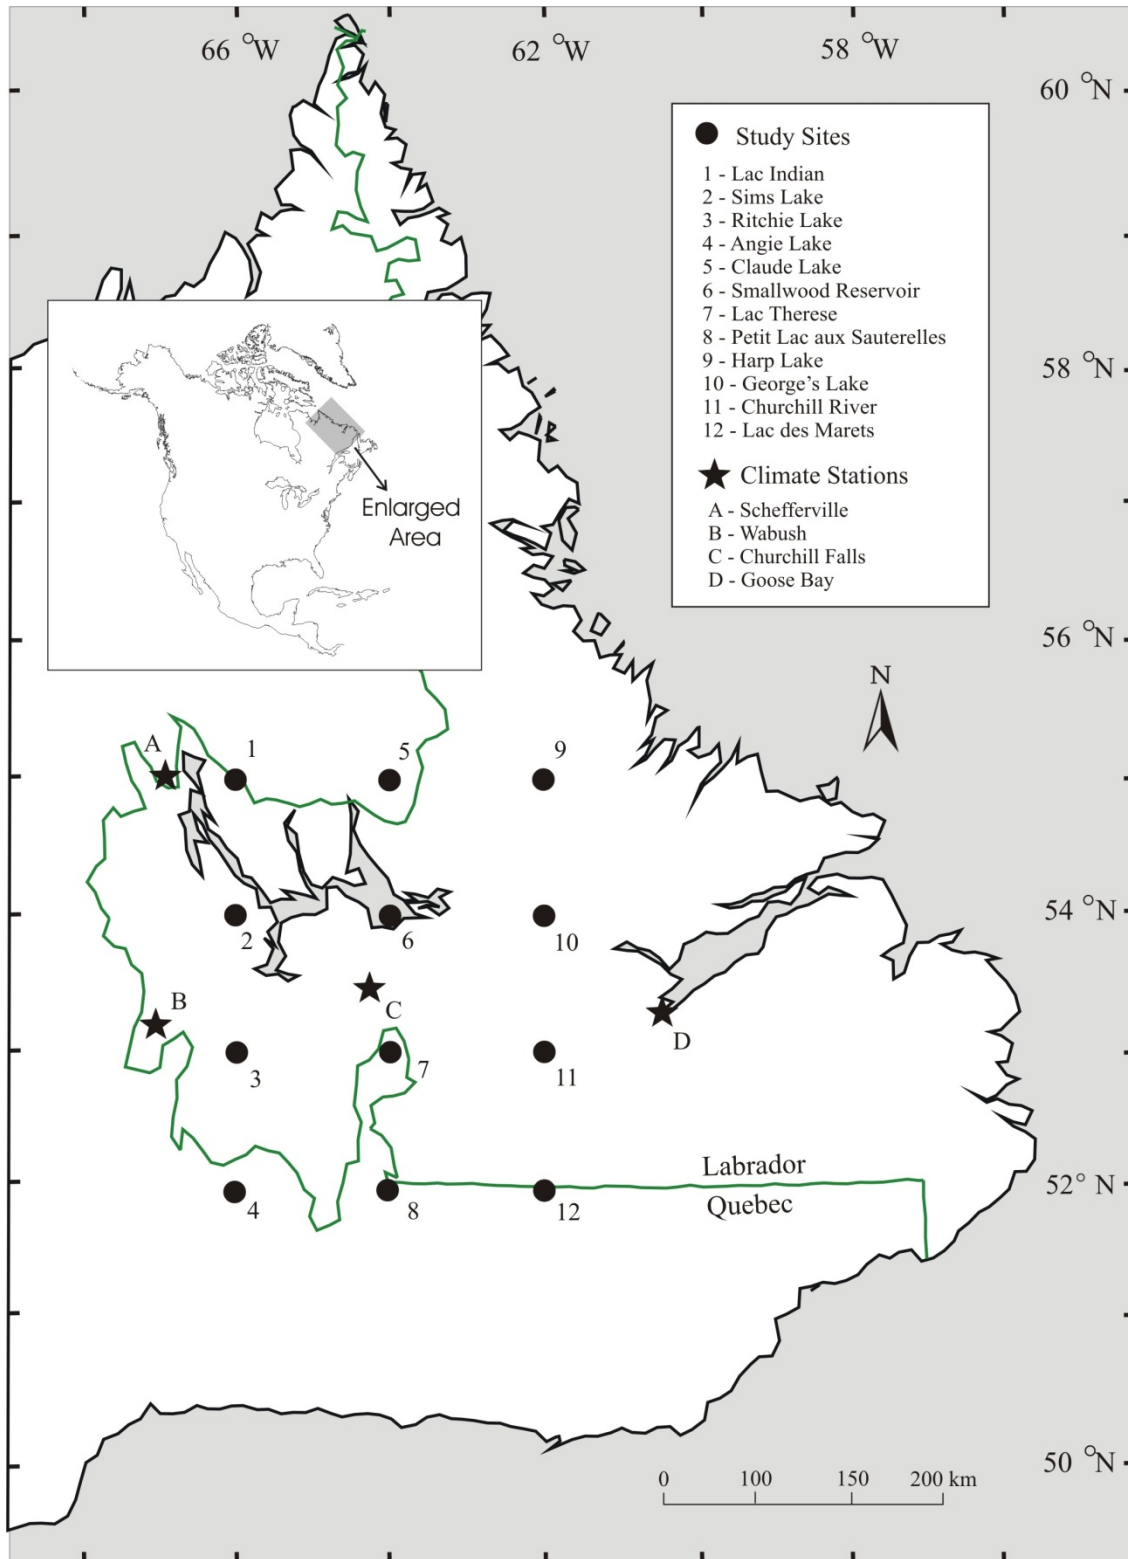 66 °W
62 °W
58 °W
60 °N
58 °N
56 °N
54 °N
52° N
50 °N
Study Sites
1 - Lac Indian
2 - Sims Lake
3 - Ritchie Lake
4 - Angie Lake
5 - Claude Lake
6 - Smallwood Reservoir
7 - Lac Therese
8 - Petit Lac aux Sauterelles
9 - Harp Lake
10 - George's Lake
11 - Churchill River
12 - Lac des Marets
Climate Stations
A - Schefferville
B - Wabush
C - Churchill Falls
D - Goose Bay
Enlarged
Area
N
A
1
5
9
2
6
10
B
C
D
3
7
11
Labrador
Quebec
4
8
12
0 100 150 200 km